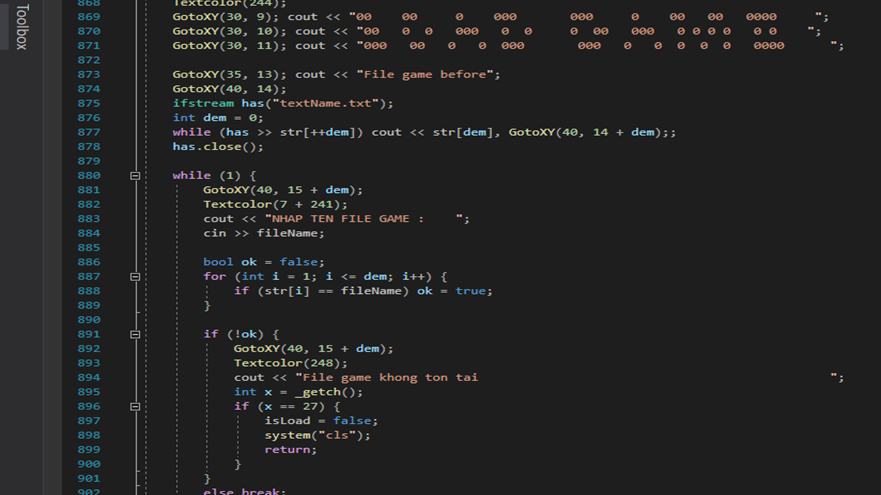 Toolbox
868 Textcolor(244);
869 GotoXY(30, 9); cout << "00    00     0    000       000     0    00   00   0000     ";
870 GotoXY(30, 10); cout << "00   0  0  000   0  0     0  00   000   0 0 0 0   0 0    ";
871 GotoXY(30, 11); cout << "000   00   0   0  000       000   0   0  0  0  0   0000      ";
872
873 GotoXY(35, 13); cout << "File game before";
874 GotoXY(40, 14);
875 ifstream has("textName.txt");
876 int dem = 0;
877 while (has >> str[++dem]) cout << str[dem], GotoXY(40, 14 + dem);;
878 has.close();
879
880 while (1) {
881 GotoXY(40, 15 + dem);
882 Textcolor(7 + 241);
883 cout << "NHAP TEN FILE GAME :    ";
884 cin >> fileName;
885
886 bool ok = false;
887 for (int i = 1; i <= dem; i++) {
888 if (str[i] == fileName) ok = true;
889 }
890
891 if (!ok) {
892 GotoXY(40, 15 + dem);
893 Textcolor(248);
894 cout << "File game khong ton tai                                              ";
895 int x = _getch();
896 if (x == 27) {
897 isLoad = false;
898 system("cls");
899 return;
900 }
901 }
902 else break;